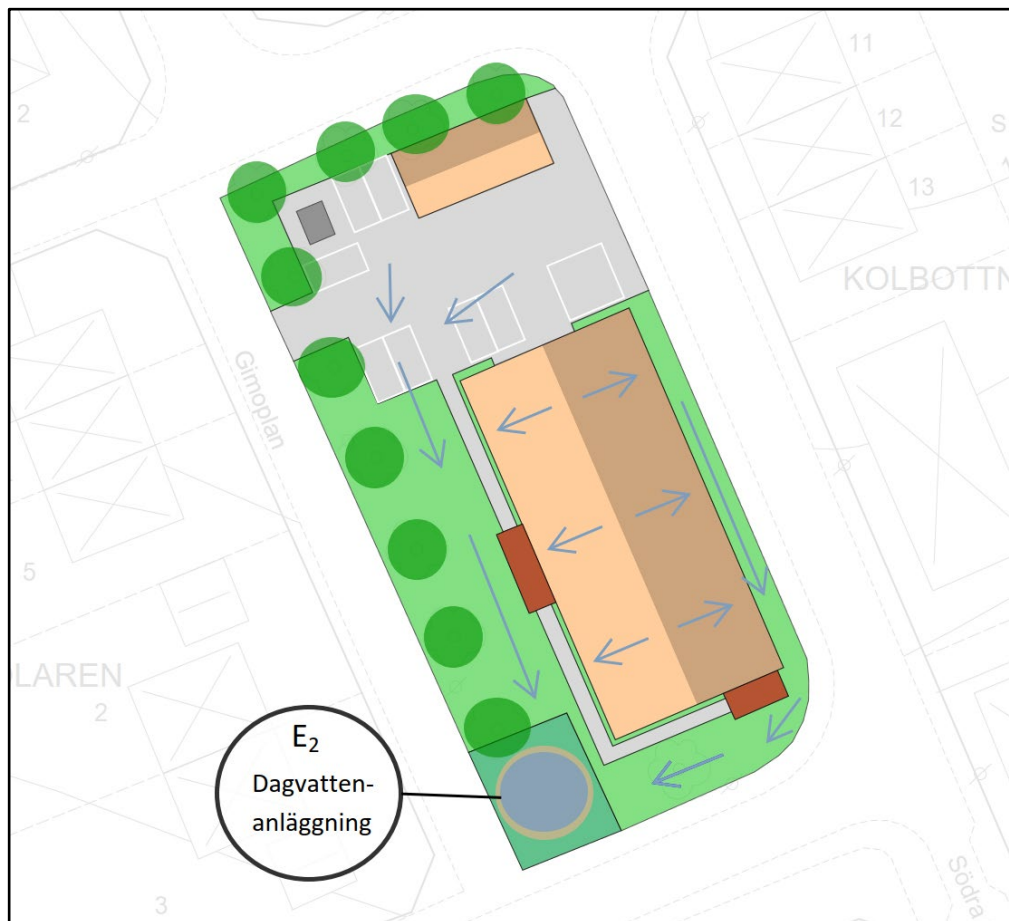 2
11
12
S
13
KOLBOTTN
Gimoplan
5
LAREN
2
E₂
Dagvatten-
anläggning
3
Södra